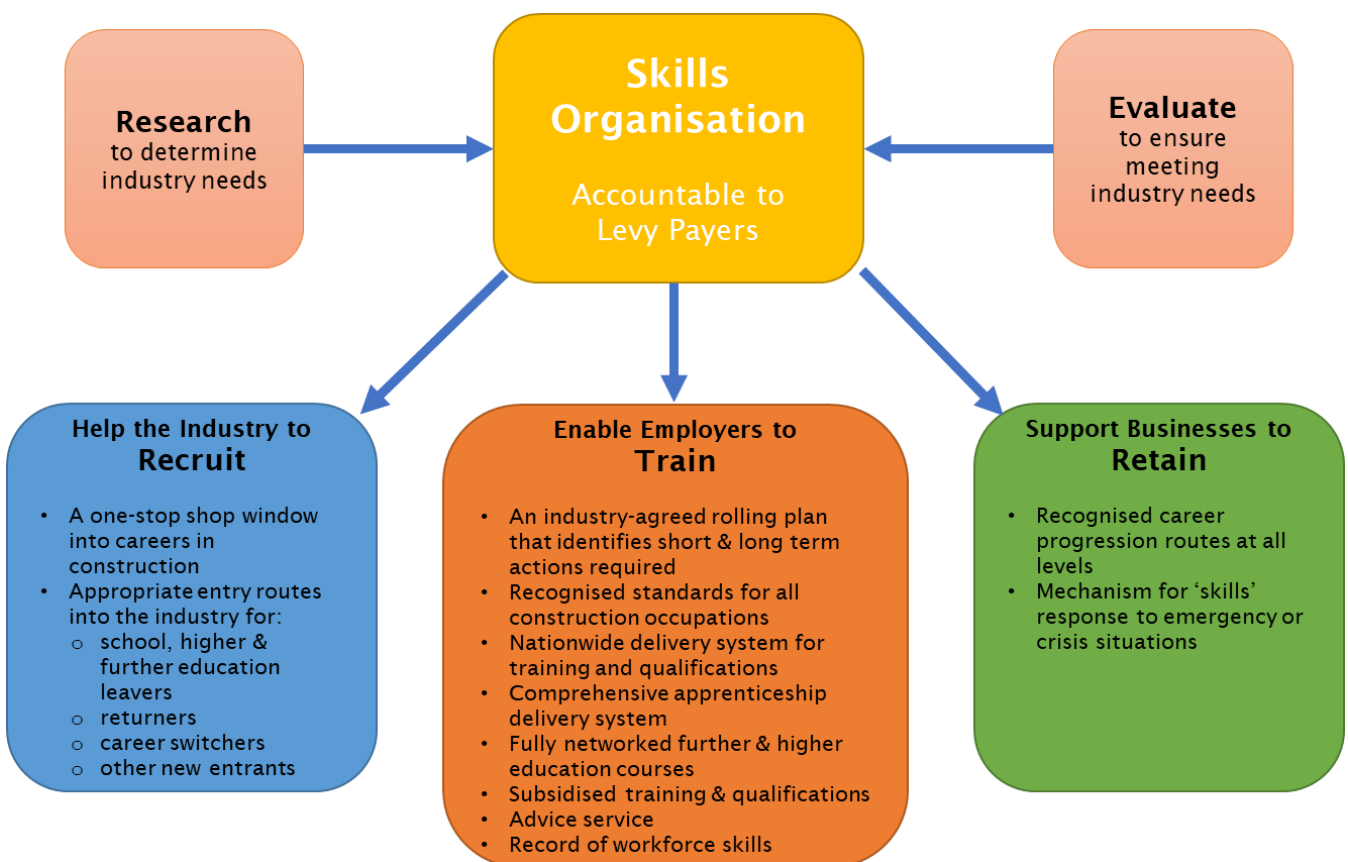 Research
to determine
industry needs
Skills
Organisation
Accountable to
Levy Payers
Evaluate
to ensure
meeting
industry needs
Help the Industry to
Recruit
• A one-stop shop window
into careers in
construction
• Appropriate entry routes
into the industry for:
o school, higher &
further education
leavers
o returners
o career switchers
o other new entrants
Enable Employers to
Train
• An industry-agreed rolling plan
that identifies short & long term
actions required
• Recognised standards for all
construction occupations
• Nationwide delivery system for
training and qualifications
• Comprehensive apprenticeship
delivery system
• Fully networked further & higher
education courses
• Subsidised training & qualifications
• Advice service
• Record of workforce skills
Support Businesses to
Retain
• Recognised career
progression routes at all
levels
• Mechanism for ‘skills’
response to emergency or
crisis situations